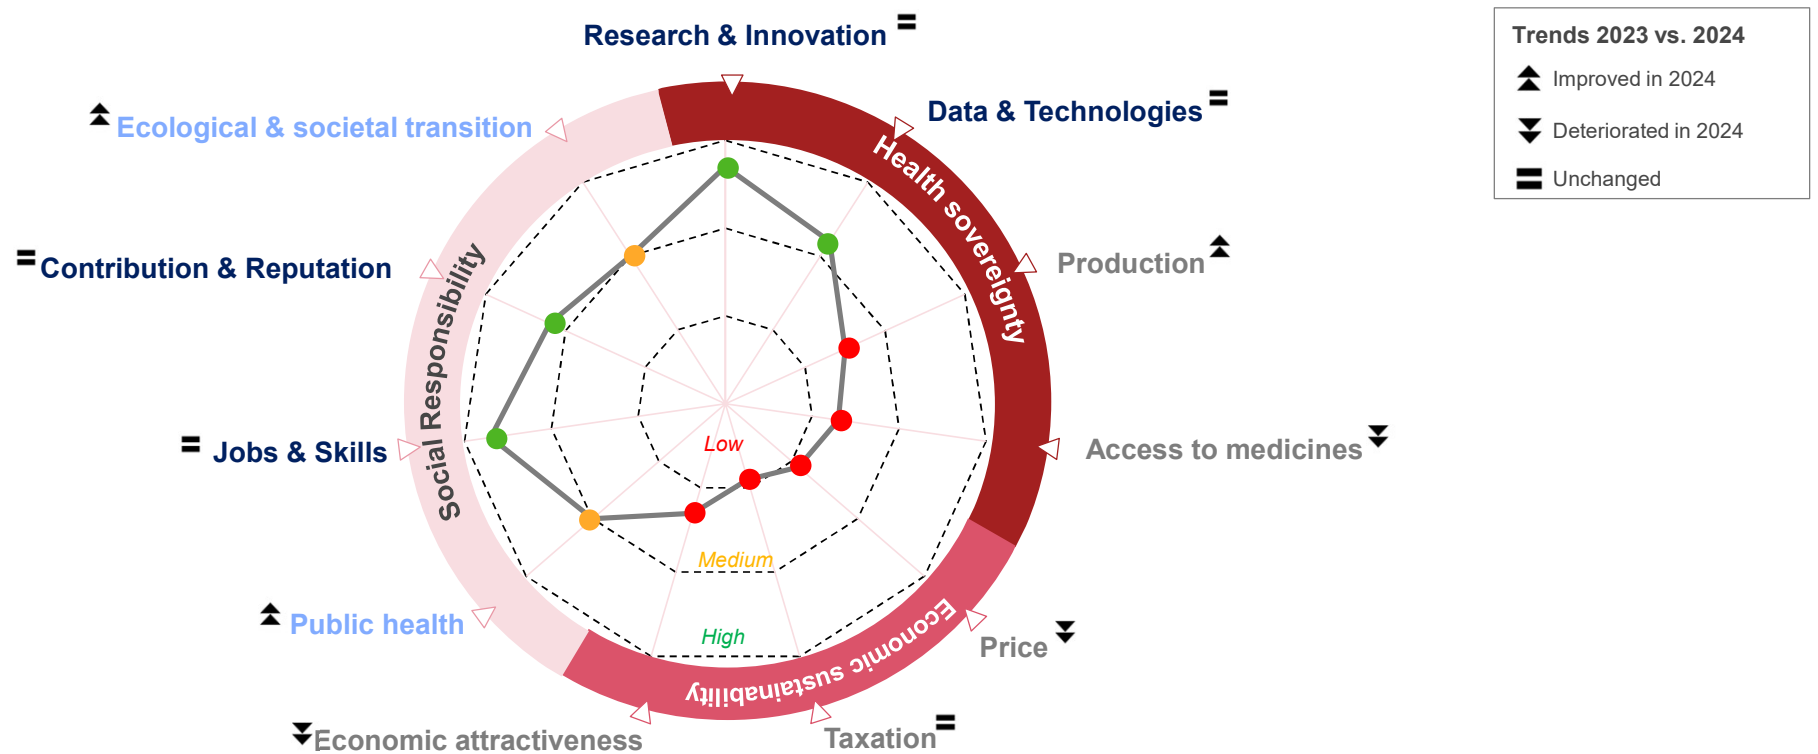 Research & Innovation
Trends 2023 vs. 2024
Improved in 2024
Deteriorated in 2024
Unchanged
Ecological & societal transition
Data & Technologies
Health sovereignty
Production
Contribution & Reputation
Social Responsibility
Jobs & Skills
Low
Access to medicines
Medium
Public health
High
Price
Economic sustainability
Economic attractiveness
Taxation